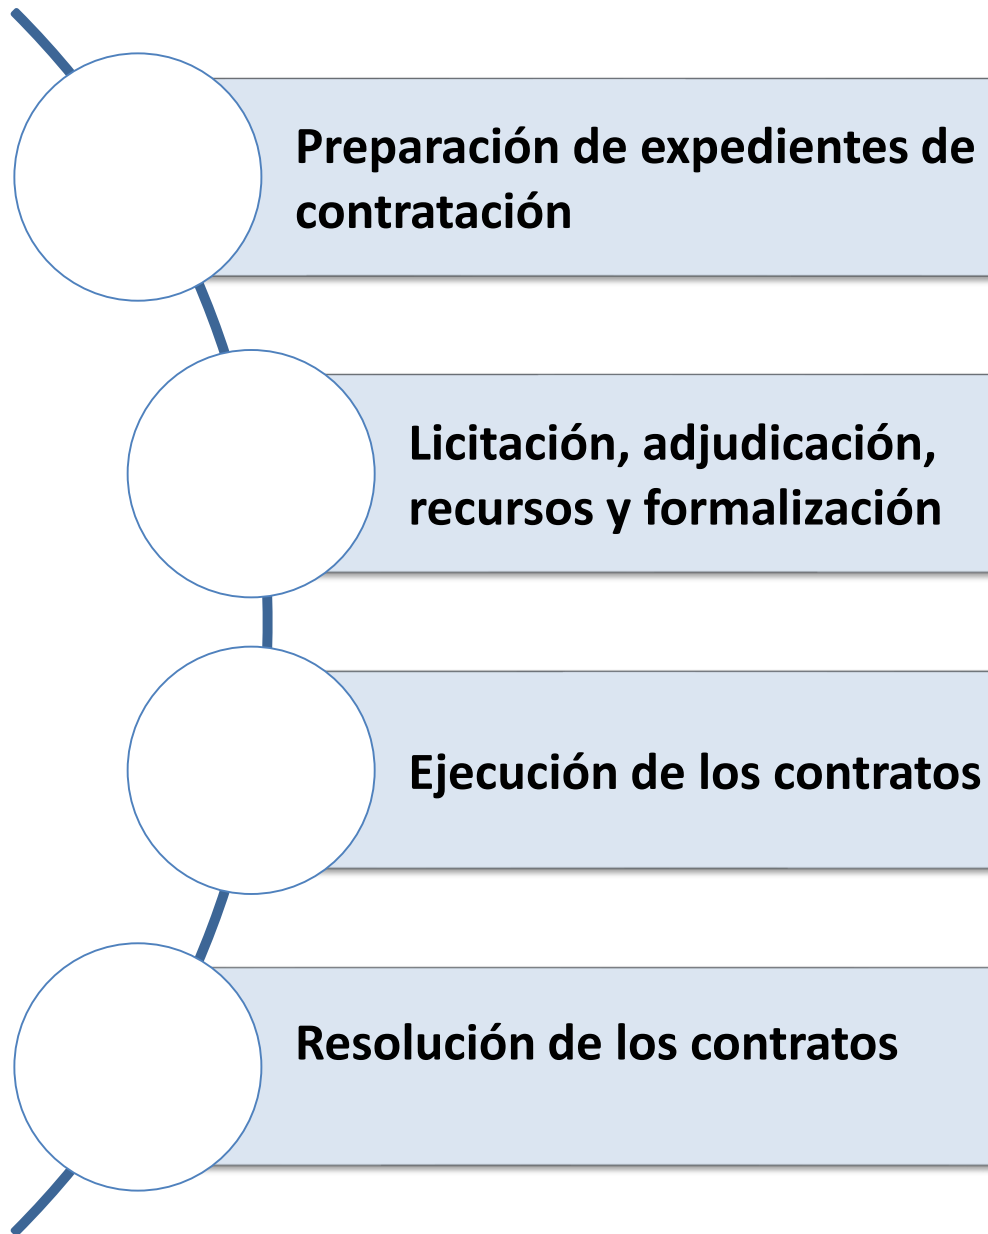 Preparación de expedientes de
contratación
Licitación, adjudicación,
recursos y formalización
Ejecución de los contratos
Resolución de los contratos